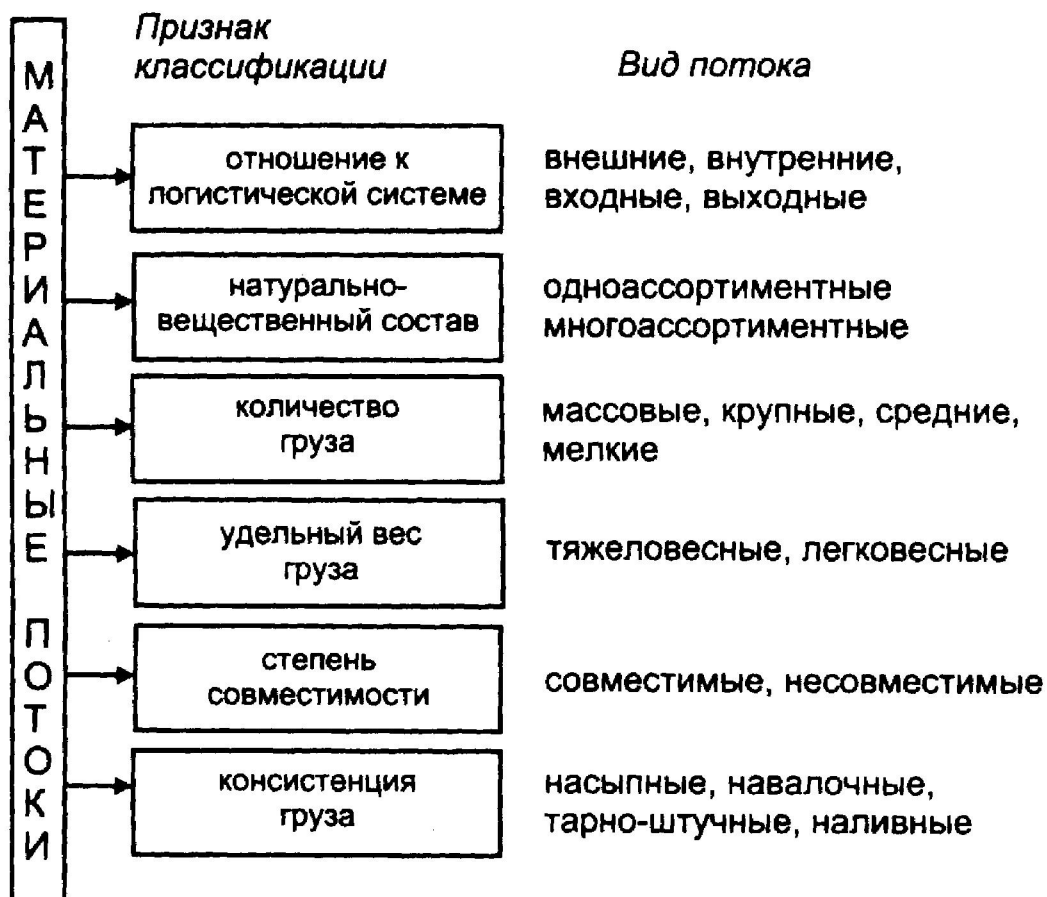 МАТЕРИАЛЬНЫЕ ПОТОКИ
Признак
классификации
Вид потока
отношение к
логистической системе
внешние, внутренние,
входные, выходные
натурально-
вещественный состав
одноассортиментные
многоассортиментные
количество
груза
массовые, крупные, средние,
мелкие
удельный вес
груза
тяжеловесные, легковесные
степень
совместимости
совместимые, несовместимые
консистенция
груза
насыпные, навалочные,
тарно-штучные, наливные